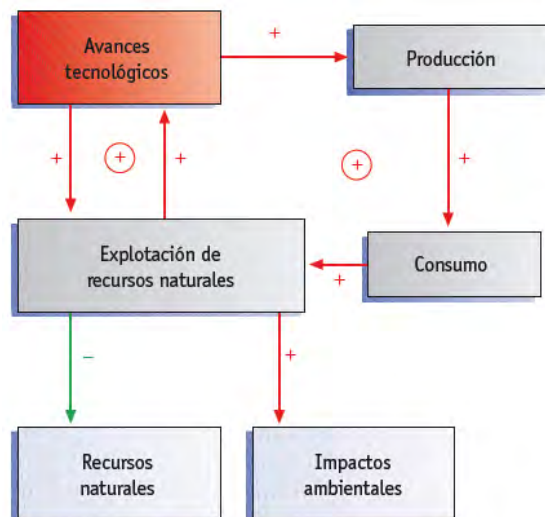 Avances
tecnológicos
+
Producción
+
+
+
+
+
Explotación de
recursos naturales
Consumo
+
−
+
Recursos
naturales
Impactos
ambientales